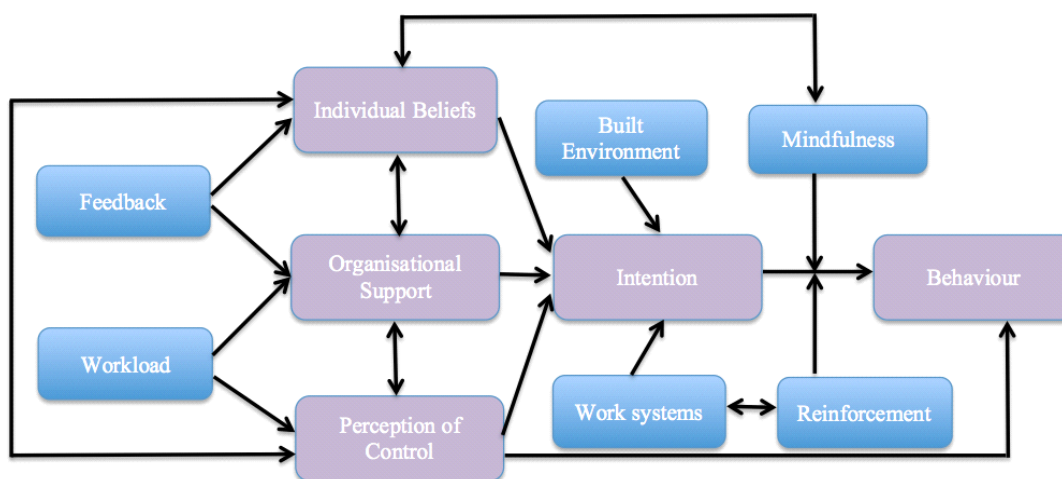 Individual Beliefs
Built
Environment
Mindfulness
Feedback
Organisational
Support
Intention
Behaviour
Workload
Perception of
Control
Work systems
Reinforcement